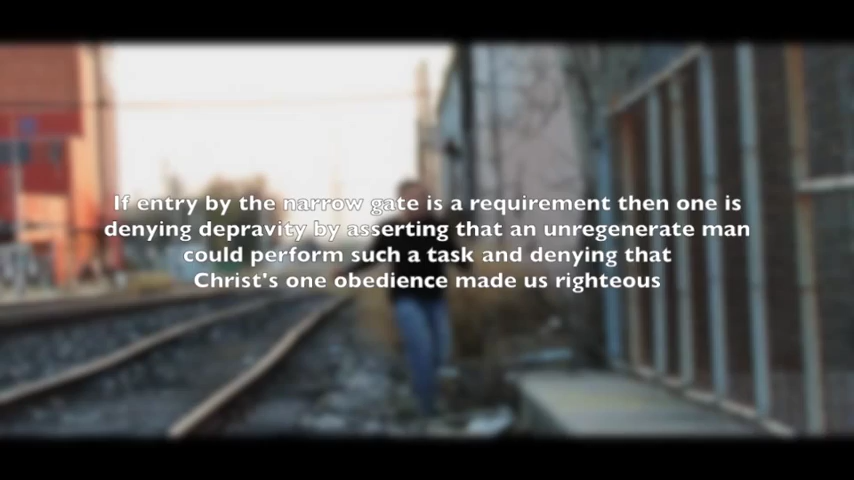 If entry by the narrow gate is a requirement then one is
denying depravity by asserting that an unregenerate man
could perform such a task and denying that
Christ's one obedience made us righteous